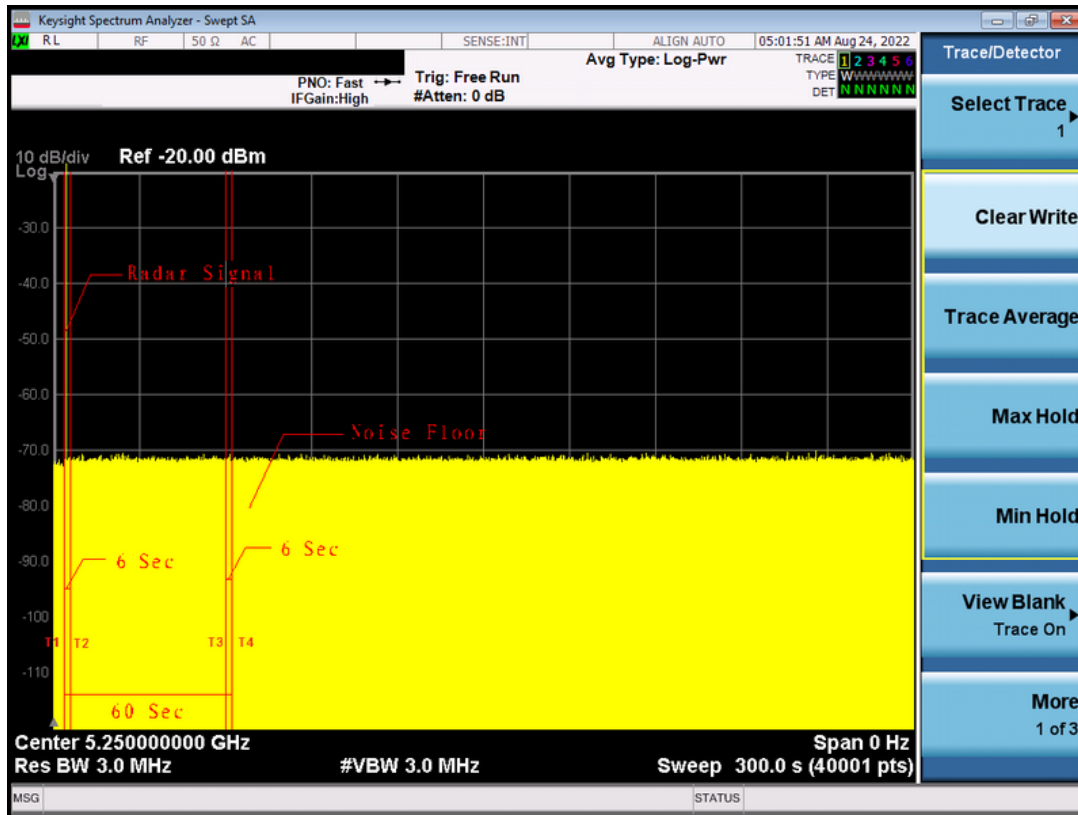 Keysight Spectrum Analyzer - Swept SA
LXI RL RF 50 Ω AC SENSE:INT ALIGN AUTO 05:01:51 AM Aug 24, 2022
Avg Type: Log-Pwr
TRACE 1 2 3 4 5 6
TYPE WWWWWW
DET N N N N N N
PNO: Fast
IFGain:High
Trig: Free Run
#Atten: 0 dB
10 dB/div
Log
Ref -20.00 dBm
-30.0
-40.0
-50.0
-60.0
-70.0
-80.0
-90.0
-100
-110
Radar Signal
Noise Floor
6 Sec
6 Sec
T1 T2 T3 T4
60 Sec
Center 5.250000000 GHz
Span 0 Hz
Res BW 3.0 MHz
#VBW 3.0 MHz
Sweep 300.0 s (40001 pts)
MSG
STATUS
Trace/Detector
Select Trace
1
Clear Write
Trace Average
Max Hold
Min Hold
View Blank
Trace On
More
1 of 3